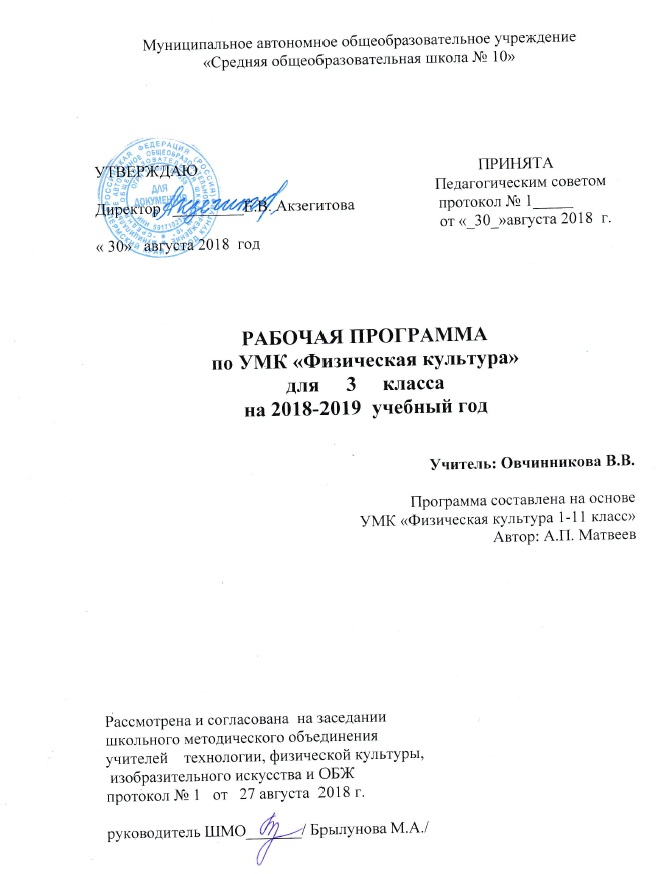 Муниципальное автономное общеобразовательное учреждение
«Средняя общеобразовательная школа № 10»
УТВЕРЖДАЮ
Директор _________Е.В. Акзегитова
« 30» августа 2018 год
ПРИНЯТА
Педагогическим советом
протокол № 1_____
от «_30_»августа 2018 г.
ДЛЯ
ДОКУМЕНТОВ
РАБОЧАЯ ПРОГРАММА
по УМК «Физическая культура»
для 3 класса
на 2018-2019 учебный год
Учитель: Овчинникова В.В.
Программа составлена на основе
УМК «Физическая культура 1-11 класс»
Автор: А.П. Матвеев
Рассмотрена и согласована на заседании
школьного методического объединения
учителей технологии, физической культуры,
изобразительного искусства и ОБЖ
протокол № 1 от 27 августа 2018 г.
руководитель ШМО_______/ Брылунова М.А./